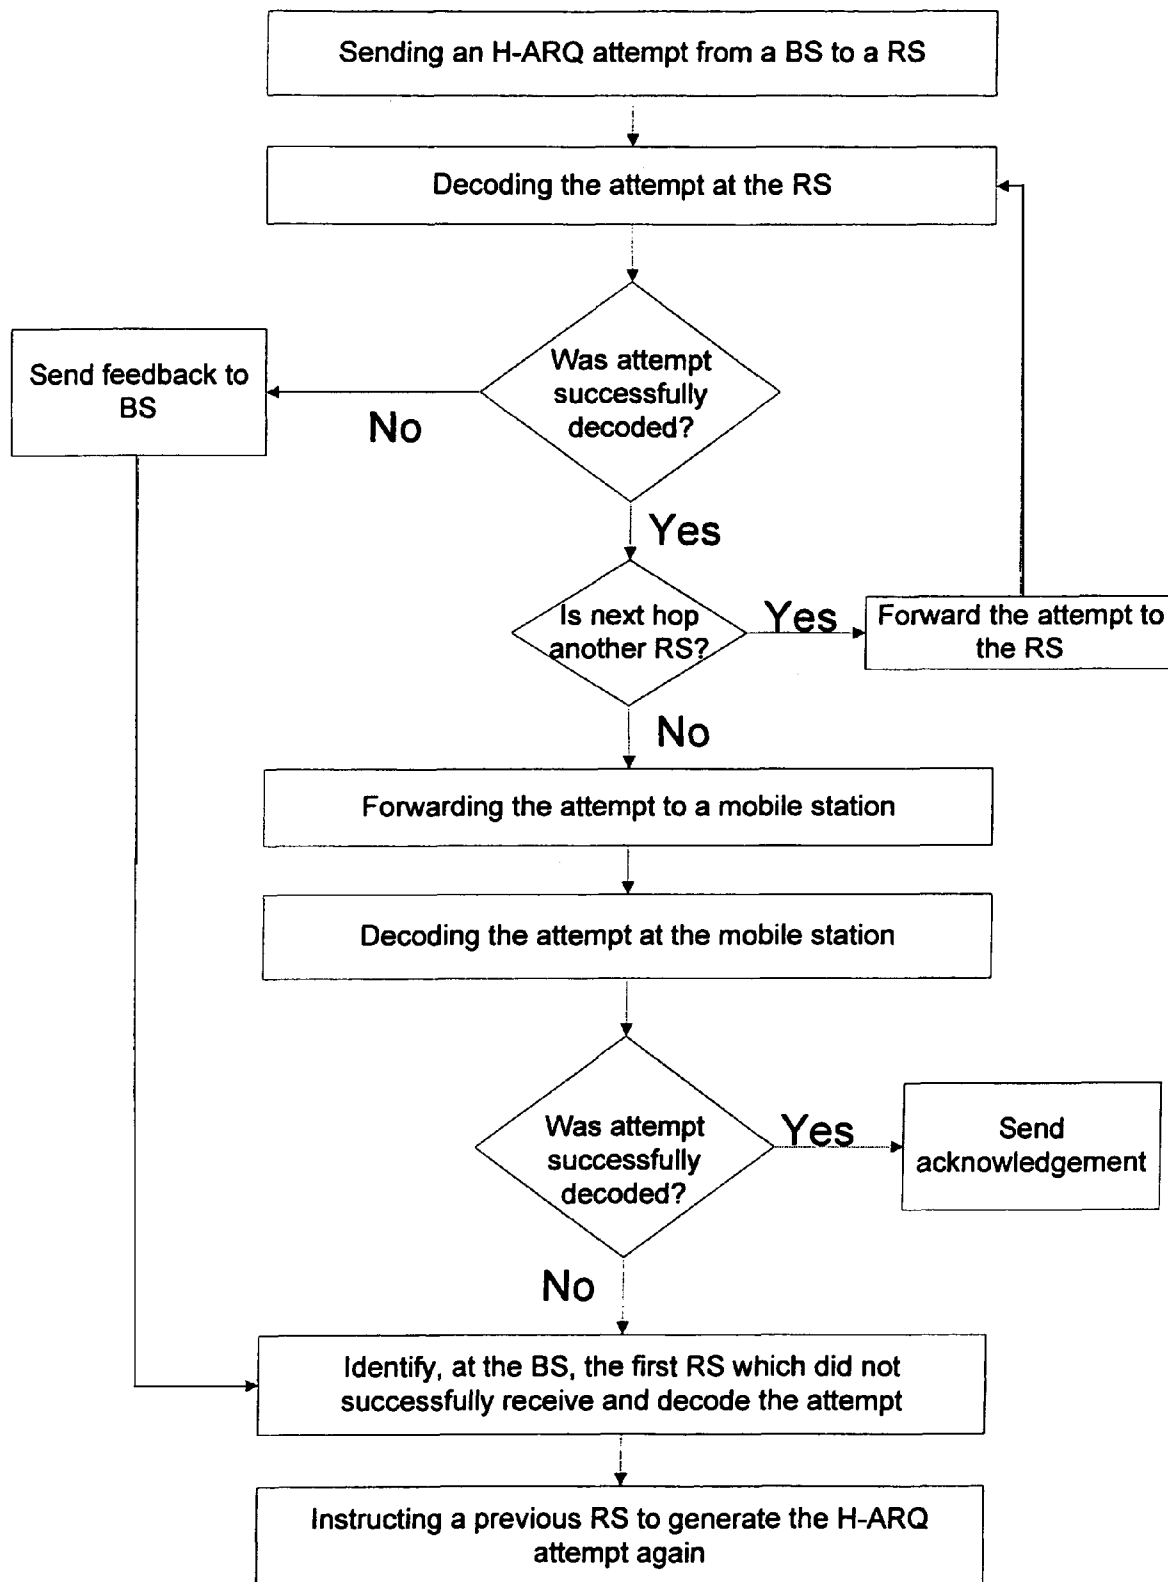 Sending an H-ARQ attempt from a BS to a RS
Decoding the attempt at the RS
Was attempt
successfully
decoded?
Send feedback to
BS
No
Yes
Is next hop
another RS?
Yes
Forward the attempt to
the RS
No
Forwarding the attempt to a mobile station
Decoding the attempt at the mobile station
Was attempt
successfully
decoded?
Yes
Send
acknowledgement
No
Identify, at the BS, the first RS which did not
successfully receive and decode the attempt
Instructing a previous RS to generate the H-ARQ
attempt again